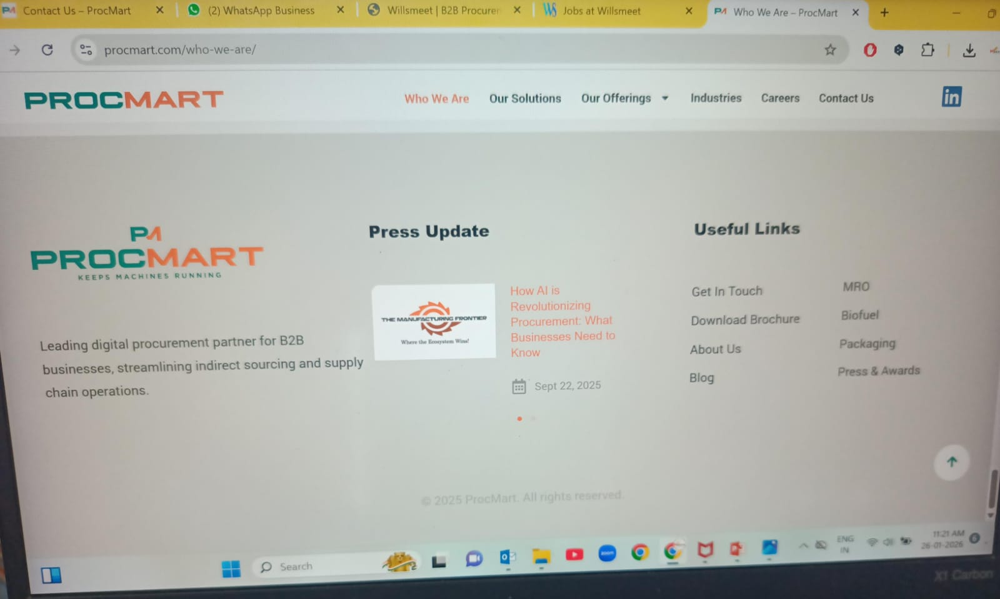 Contact Us – ProcMart
(2) WhatsApp Business
Willsmeet | B2B Procurer
Jobs at Willsmeet
Who We Are – ProcMart
procmart.com/who-we-are/
PROCMART
Who We Are
Our Solutions
Our Offerings
Industries
Careers
Contact Us
in
PM
PROCMART
KEEPS MACHINES RUNNING
Leading digital procurement partner for B2B
businesses, streamlining indirect sourcing and supply
chain operations.
Press Update
THE MANUFACTURING FRONTIER
Where the Ecosystem Wins!
How AI is
Revolutionizing
Procurement: What
Businesses Need to
Know
Sept 22, 2025
Useful Links
Get In Touch
Download Brochure
About Us
Blog
MRO
Biofuel
Packaging
Press & Awards
© 2025 ProcMart. All rights reserved.
Search
zoom
ENG
IN
11:21 AM
26-01-2026
6
X1 Carbon